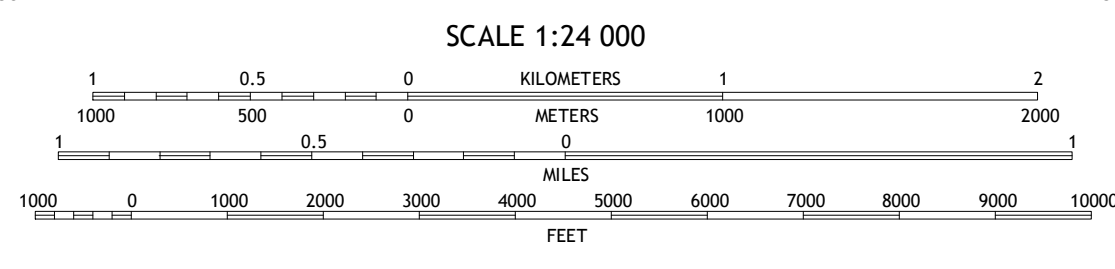 SCALE 1:24 000
1 0.5 0 KILOMETERS 1 2
1000 500 0 METERS 1000 2000
1 0.5 0 1
MILES
1000 0 1000 2000 3000 4000 5000 6000 7000 8000 9000 10000
FEET